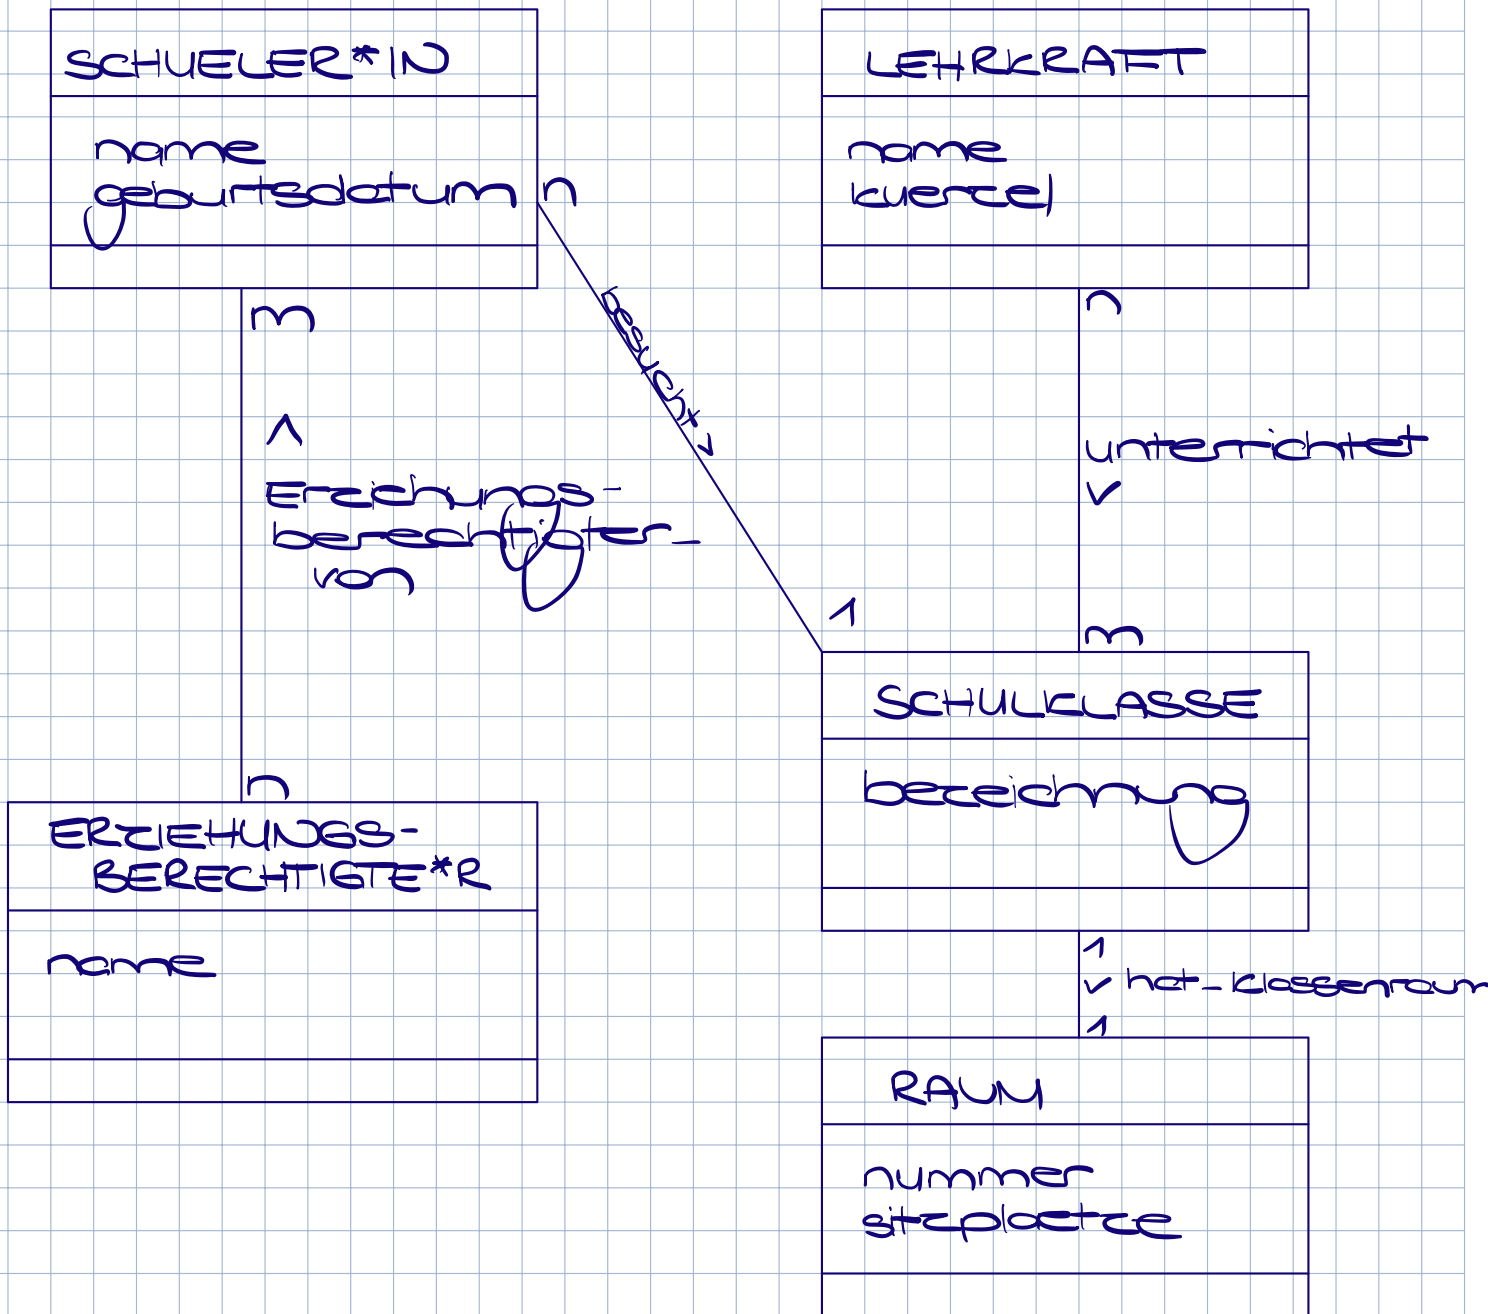 SCHUELER*IN
name
geburtsdatum
n
m
besucht
1
^
Erziehungs-
berechtigter_
von
n
ERZIEHUNGS-
BERECHTIGTE*R
name
LEHRKRAFT
name
kuerzel
n
unterrichtet
v
m
SCHULKLASSE
bezeichnung
1
v hat_klassenraum
1
RAUM
nummer
sitzplaetze